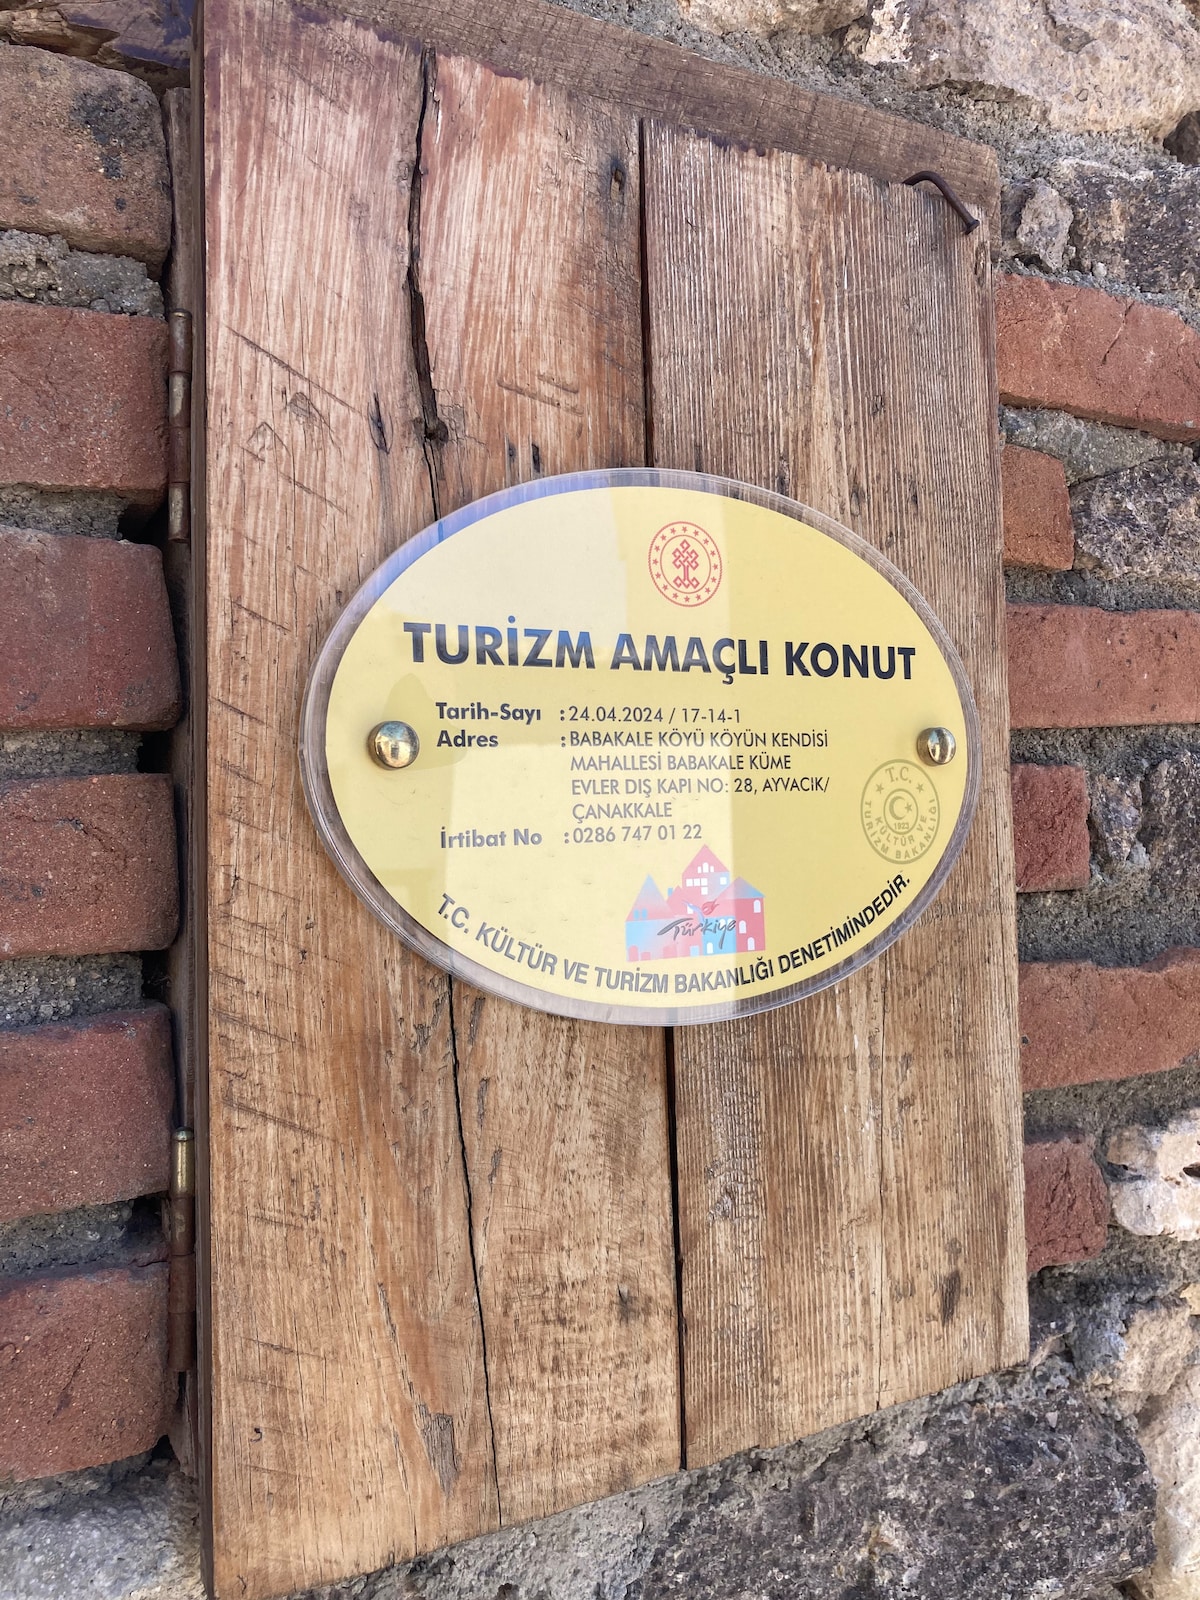 TURİZM AMAÇLI KONUT
Tarih-Sayı : 24.04.2024 / 17-14-1
Adres : BABAKALE KÖYÜ KÖYÜN KENDİSİ
MAHALLESİ BABAKALE KÜME
EVLER DIŞ KAPI NO: 28, AYVACIK/
ÇANAKKALE
İrtibat No : 0286 747 01 22
T.C.
KÜLTÜR VE
TURİZM BAKANLIĞI
1923
Türkiye
T.C. KÜLTÜR VE TURİZM BAKANLIĞI DENETİMİNDEDİR.